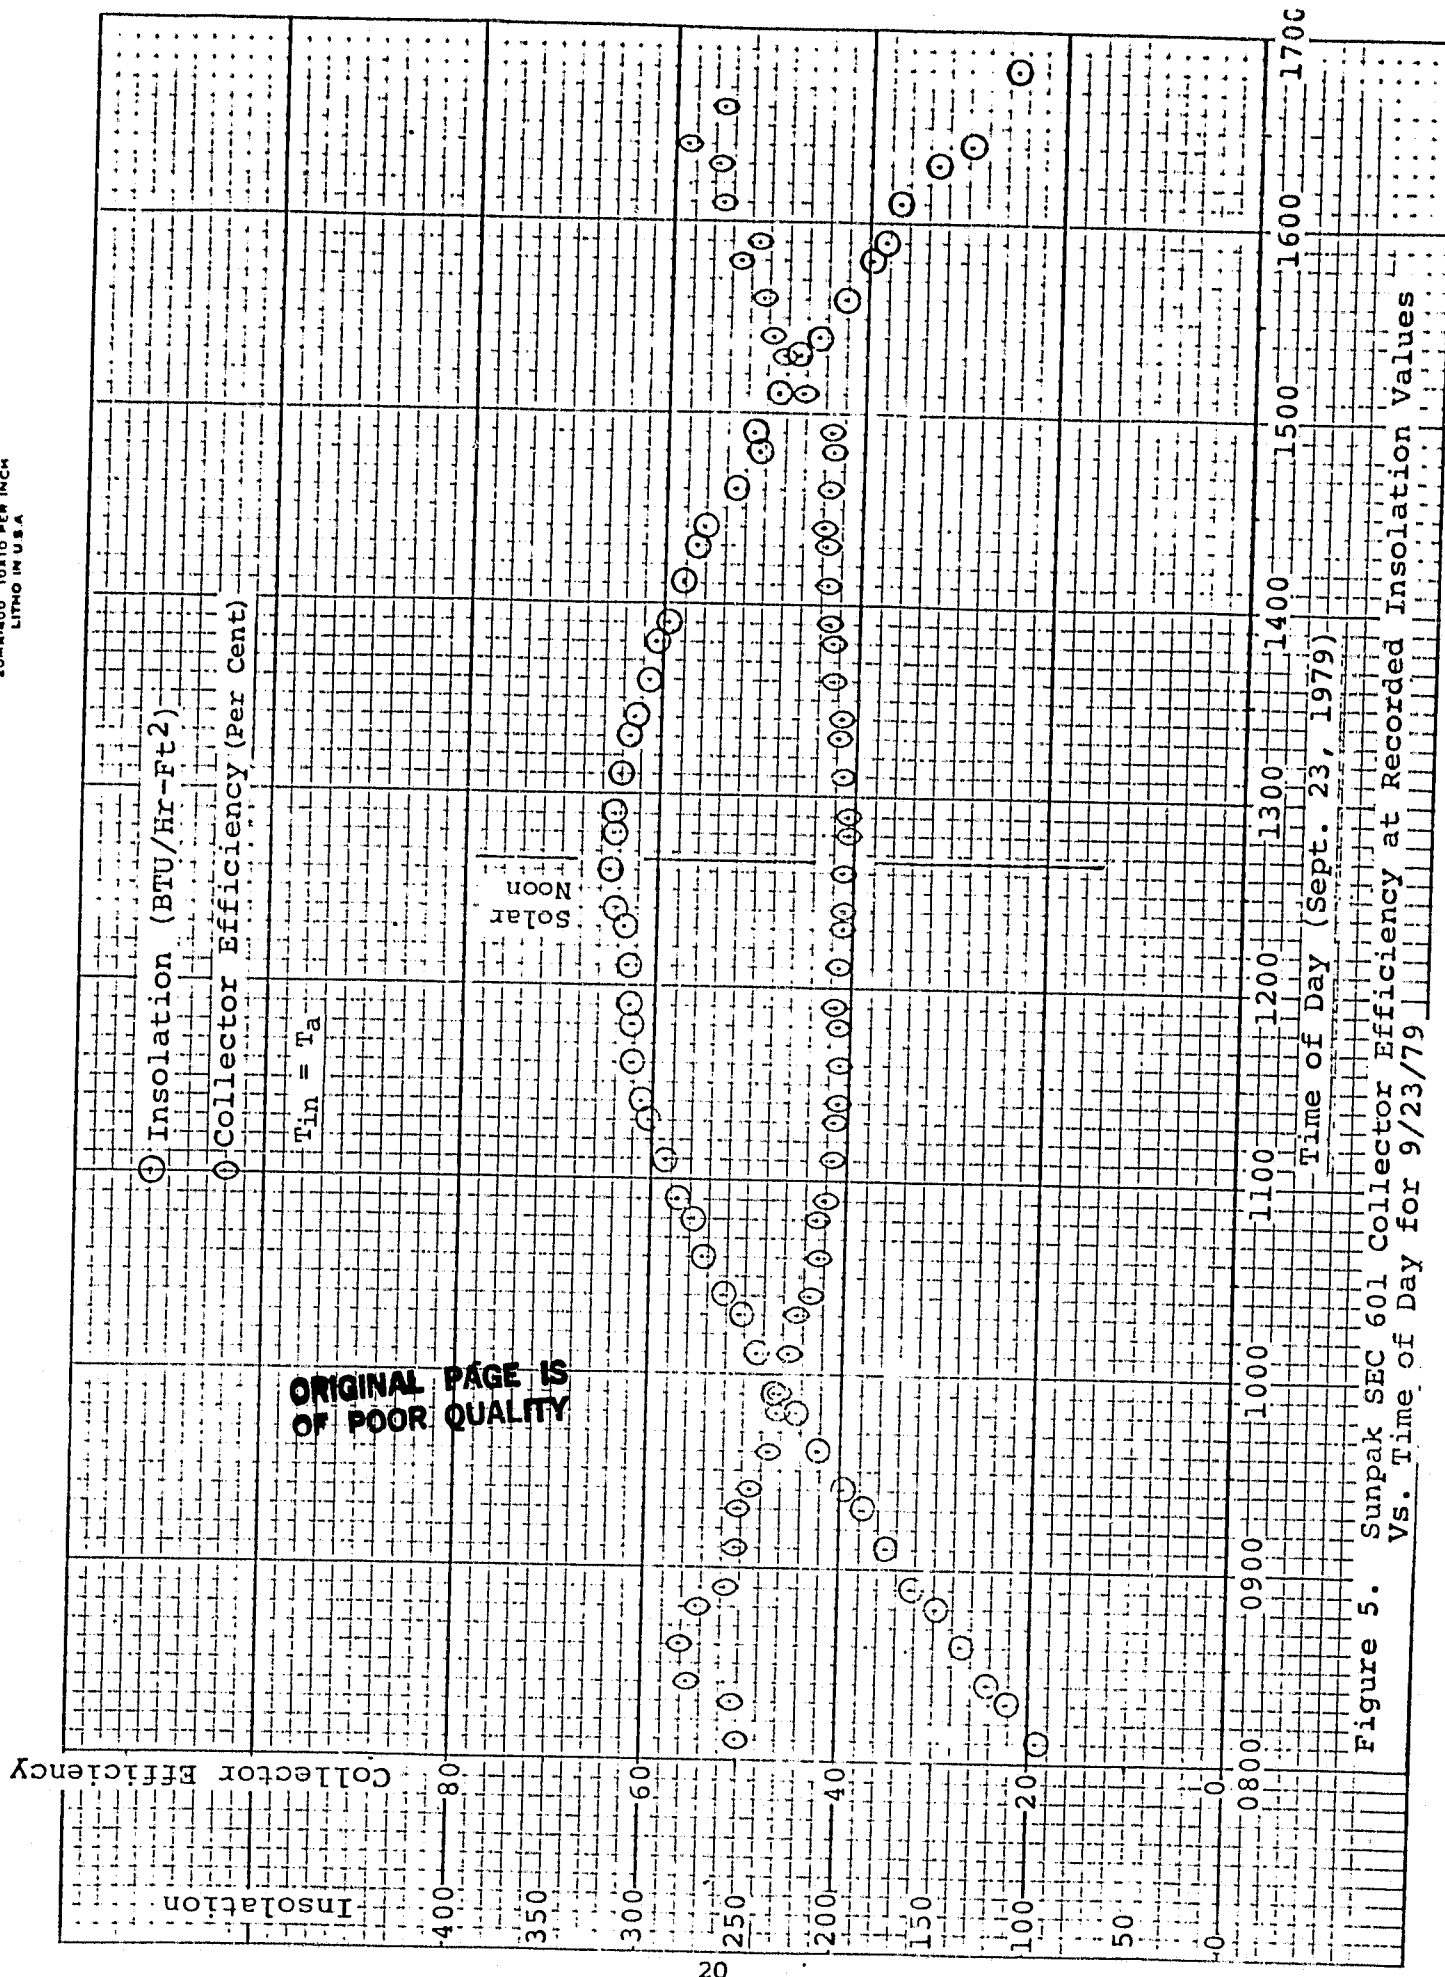 LITHO IN U.S.A
Insolation (BTU/Hr-Ft2)
Collector Efficiency (Per Cent)
Tin = Ta
Solar
Noon
ORIGINAL PAGE IS
OF POOR QUALITY
Insolation
Collector Efficiency
400
350
300
250
200
150
100
50
0
80
60
40
20
0
0800
0900
1000
1100
1200
1300
1400
1500
1600
1700
Time of Day (Sept. 23, 1979)
Figure 5. Sunpak SEC 601 Collector Efficiency at Recorded Insolation Values
Vs. Time of Day for 9/23/79
20